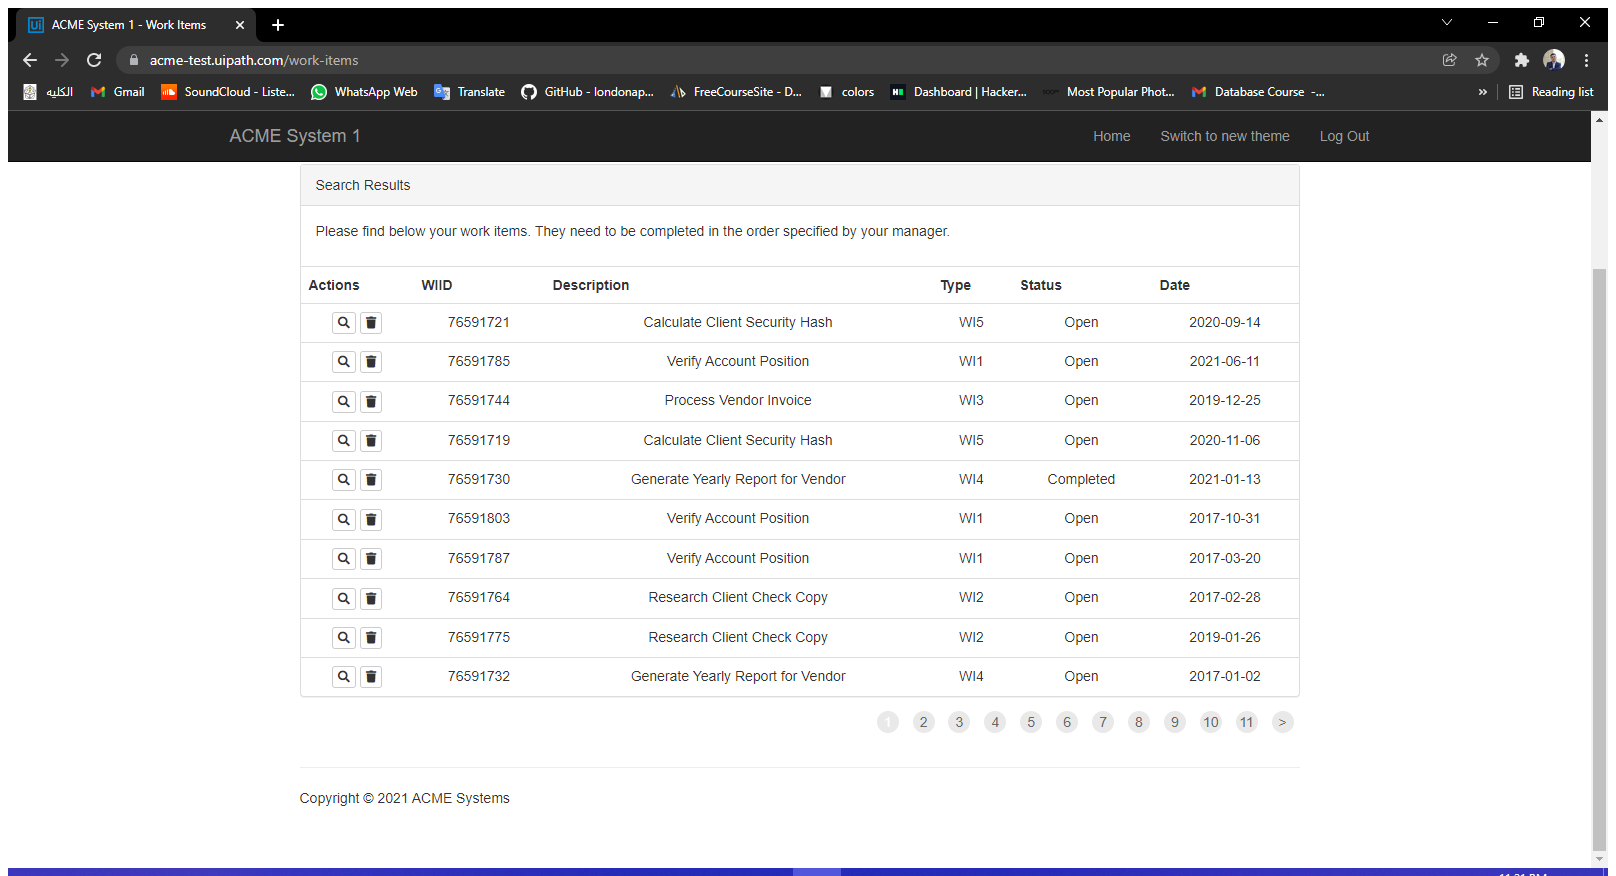 ACME System 1 - Work Items
acme-test.uipath.com/work-items
الكليه Gmail SoundCloud - Liste... WhatsApp Web Translate GitHub - londonap... FreeCourseSite - D... colors Dashboard | Hacker... Most Popular Phot... Database Course -... » Reading list
ACME System 1 Home Switch to new theme Log Out
Search Results
Please find below your work items. They need to be completed in the order specified by your manager.
Actions WIID Description Type Status Date
76591721 Calculate Client Security Hash WI5 Open 2020-09-14
76591785 Verify Account Position WI1 Open 2021-06-11
76591744 Process Vendor Invoice WI3 Open 2019-12-25
76591719 Calculate Client Security Hash WI5 Open 2020-11-06
76591730 Generate Yearly Report for Vendor WI4 Completed 2021-01-13
76591803 Verify Account Position WI1 Open 2017-10-31
76591787 Verify Account Position WI1 Open 2017-03-20
76591764 Research Client Check Copy WI2 Open 2017-02-28
76591775 Research Client Check Copy WI2 Open 2019-01-26
76591732 Generate Yearly Report for Vendor WI4 Open 2017-01-02
1 2 3 4 5 6 7 8 9 10 11 >
Copyright © 2021 ACME Systems